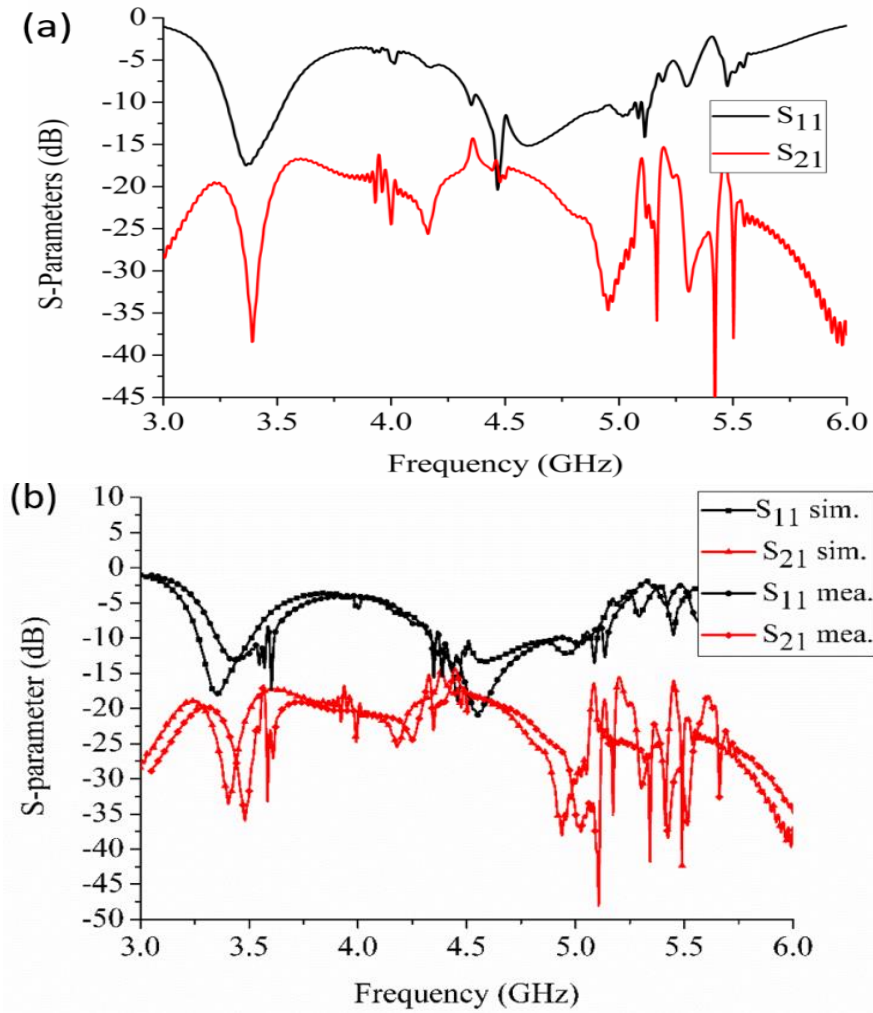 (a)
0
-5
-10
-15
-20
-25
-30
-35
-40
-45
S-Parameters (dB)
S11
S21
3.0 3.5 4.0 4.5 5.0 5.5 6.0
Frequency (GHz)
(b)
10
5
0
-5
-10
-15
-20
-25
-30
-35
-40
-45
-50
S-parameter (dB)
S11 sim.
S21 sim.
S11 mea.
S21 mea.
3.0 3.5 4.0 4.5 5.0 5.5 6.0
Frequency (GHz)